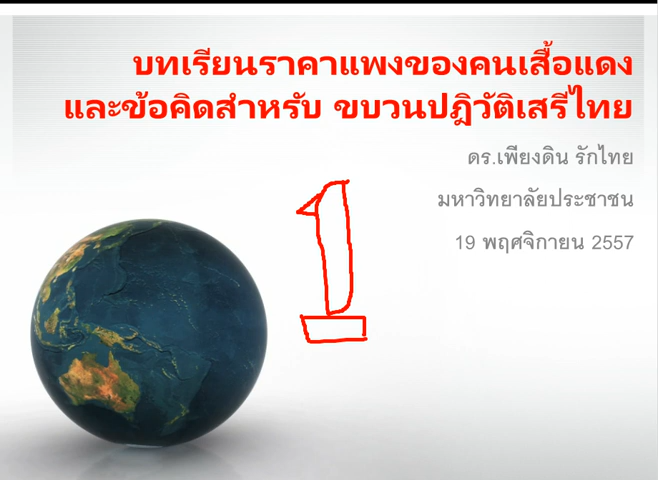 บทเรียนราคาแพงของคนเสื้อแดง
และข้อคิดสำหรับ ขบวนปฎิวัติเสรีไทย
ดร.เพียงดิน รักไทย
มหาวิทยาลัยประชาชน
19 พฤศจิกายน 2557
1